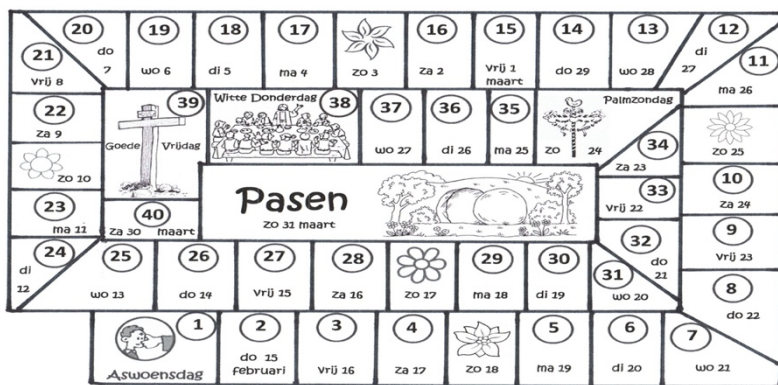 1
Aswoensdag
2
do 15
februari
3
vrij 16
4
za 17
zo 18
5
ma 19
6
di 20
7
wo 21
8
do 22
9
vrij 23
10
za 24
zo 25
11
ma 26
12
di
27
13
wo 28
14
do 29
15
vrij 1
maart
16
za 2
zo 3
17
ma 4
18
di 5
19
wo 6
20
do
7
21
vrij 8
22
za 9
zo 10
23
ma 11
24
di
12
25
wo 13
26
do 14
27
vrij 15
28
za 16
zo 17
29
ma 18
30
di 19
31
wo 20
32
do
21
33
vrij 22
34
za 23
Palmzondag
zo 24
35
ma 25
36
di 26
37
wo 27
Witte Donderdag 38
39
Goede Vrijdag
40
za 30 maart
Pasen
zo 31 maart